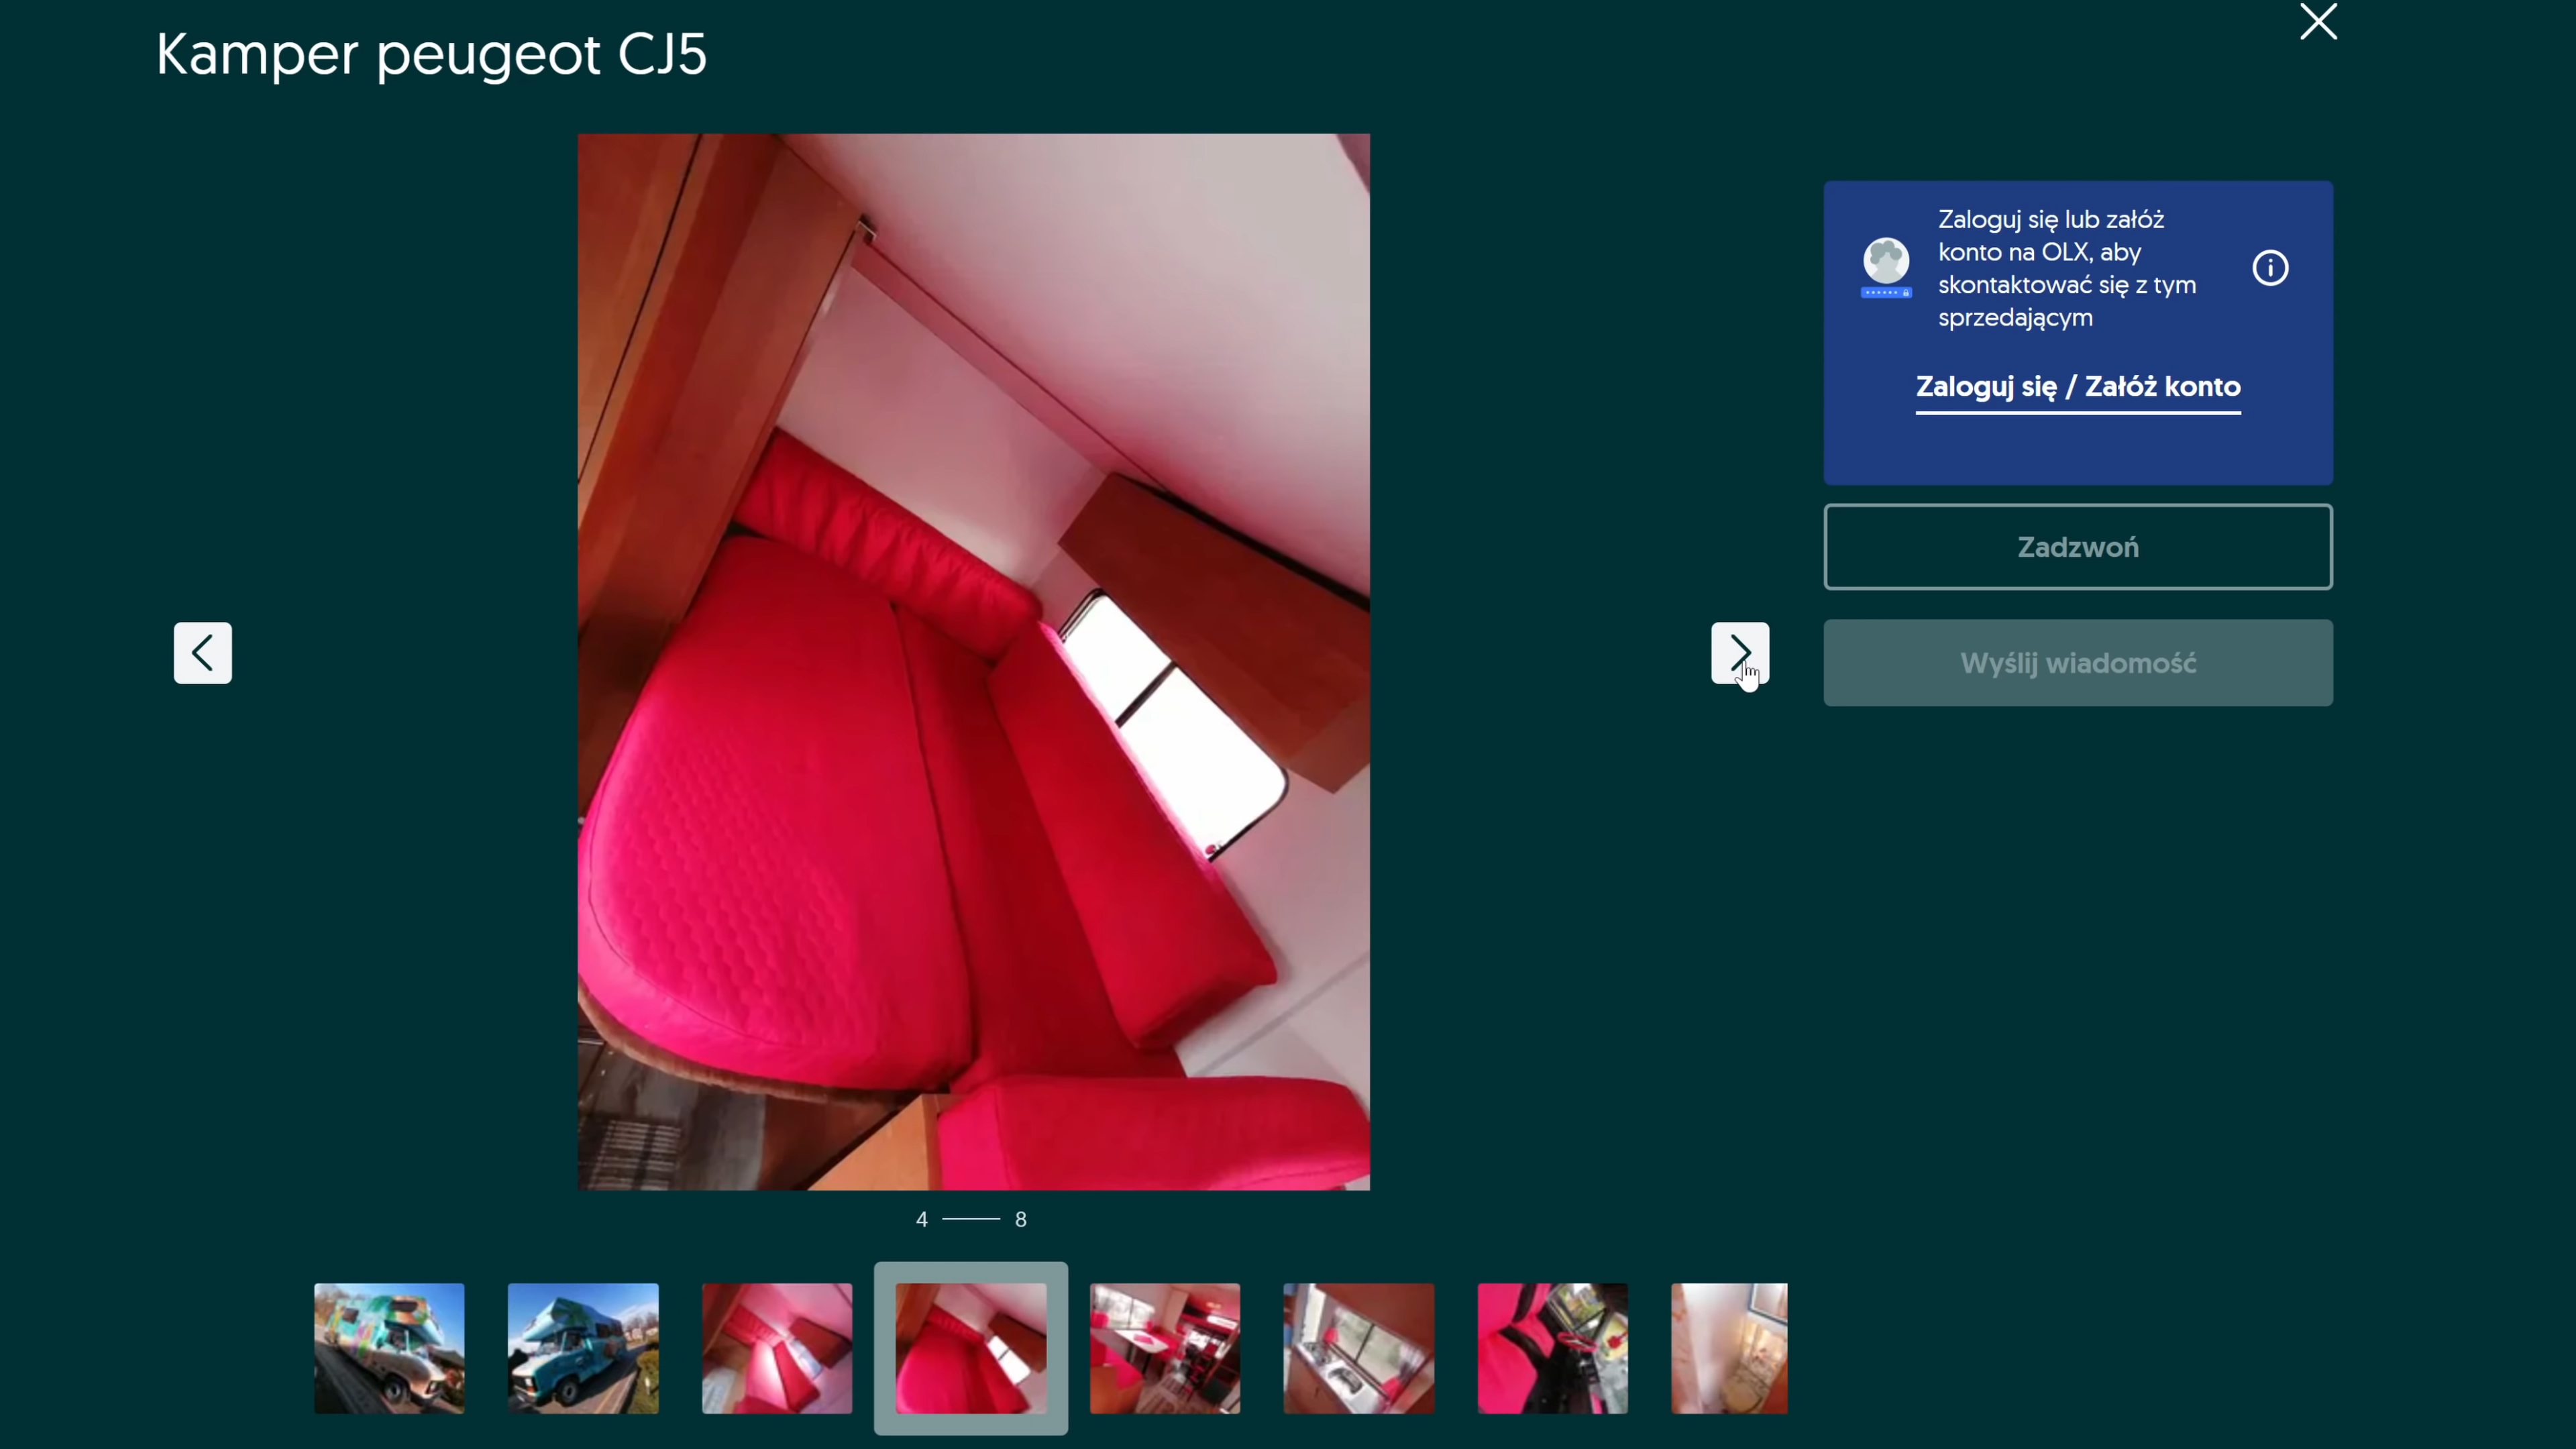 Kamper peugeot CJ5
Zaloguj się lub załóż
konto na OLX, aby
skontaktować się z tym
sprzedającym
Zaloguj się / Załóż konto
Zadzwoń
Wyślij wiadomość
4 8